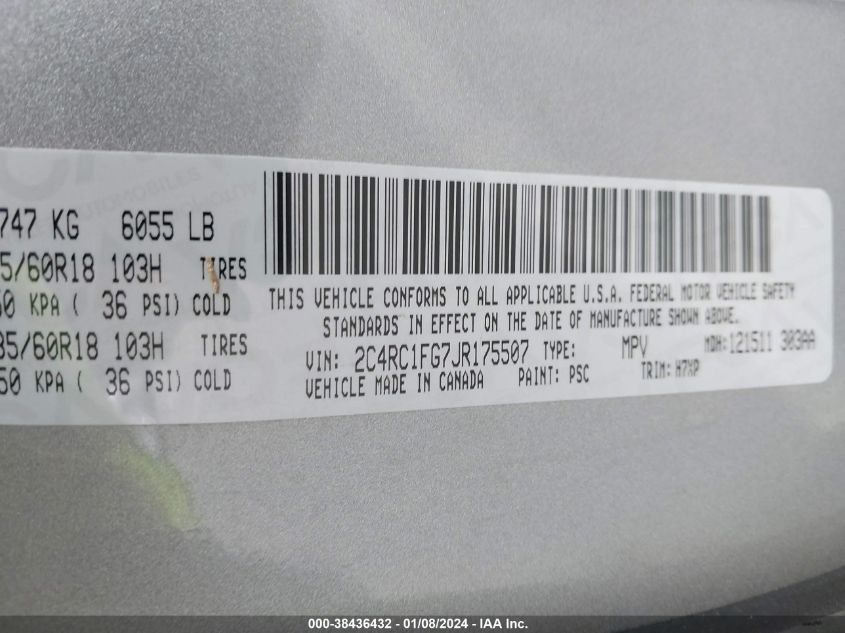 747 KG 6055 LB
5/60R18 103H TIRES
50 KPA ( 36 PSI) COLD
35/60R18 103H TIRES
50 KPA ( 36 PSI) COLD
THIS VEHICLE CONFORMS TO ALL APPLICABLE U.S.A. FEDERAL MOTOR VEHICLE SAFETY
STANDARDS IN EFFECT ON THE DATE OF MANUFACTURE SHOWN ABOVE.
VIN: 2C4RC1FG7JR175507 TYPE: MPV MDH:121511 303AA
VEHICLE MADE IN CANADA PAINT: PSC TRIM: H7XP
000-38436432 - 01/08/2024 - IAA Inc.